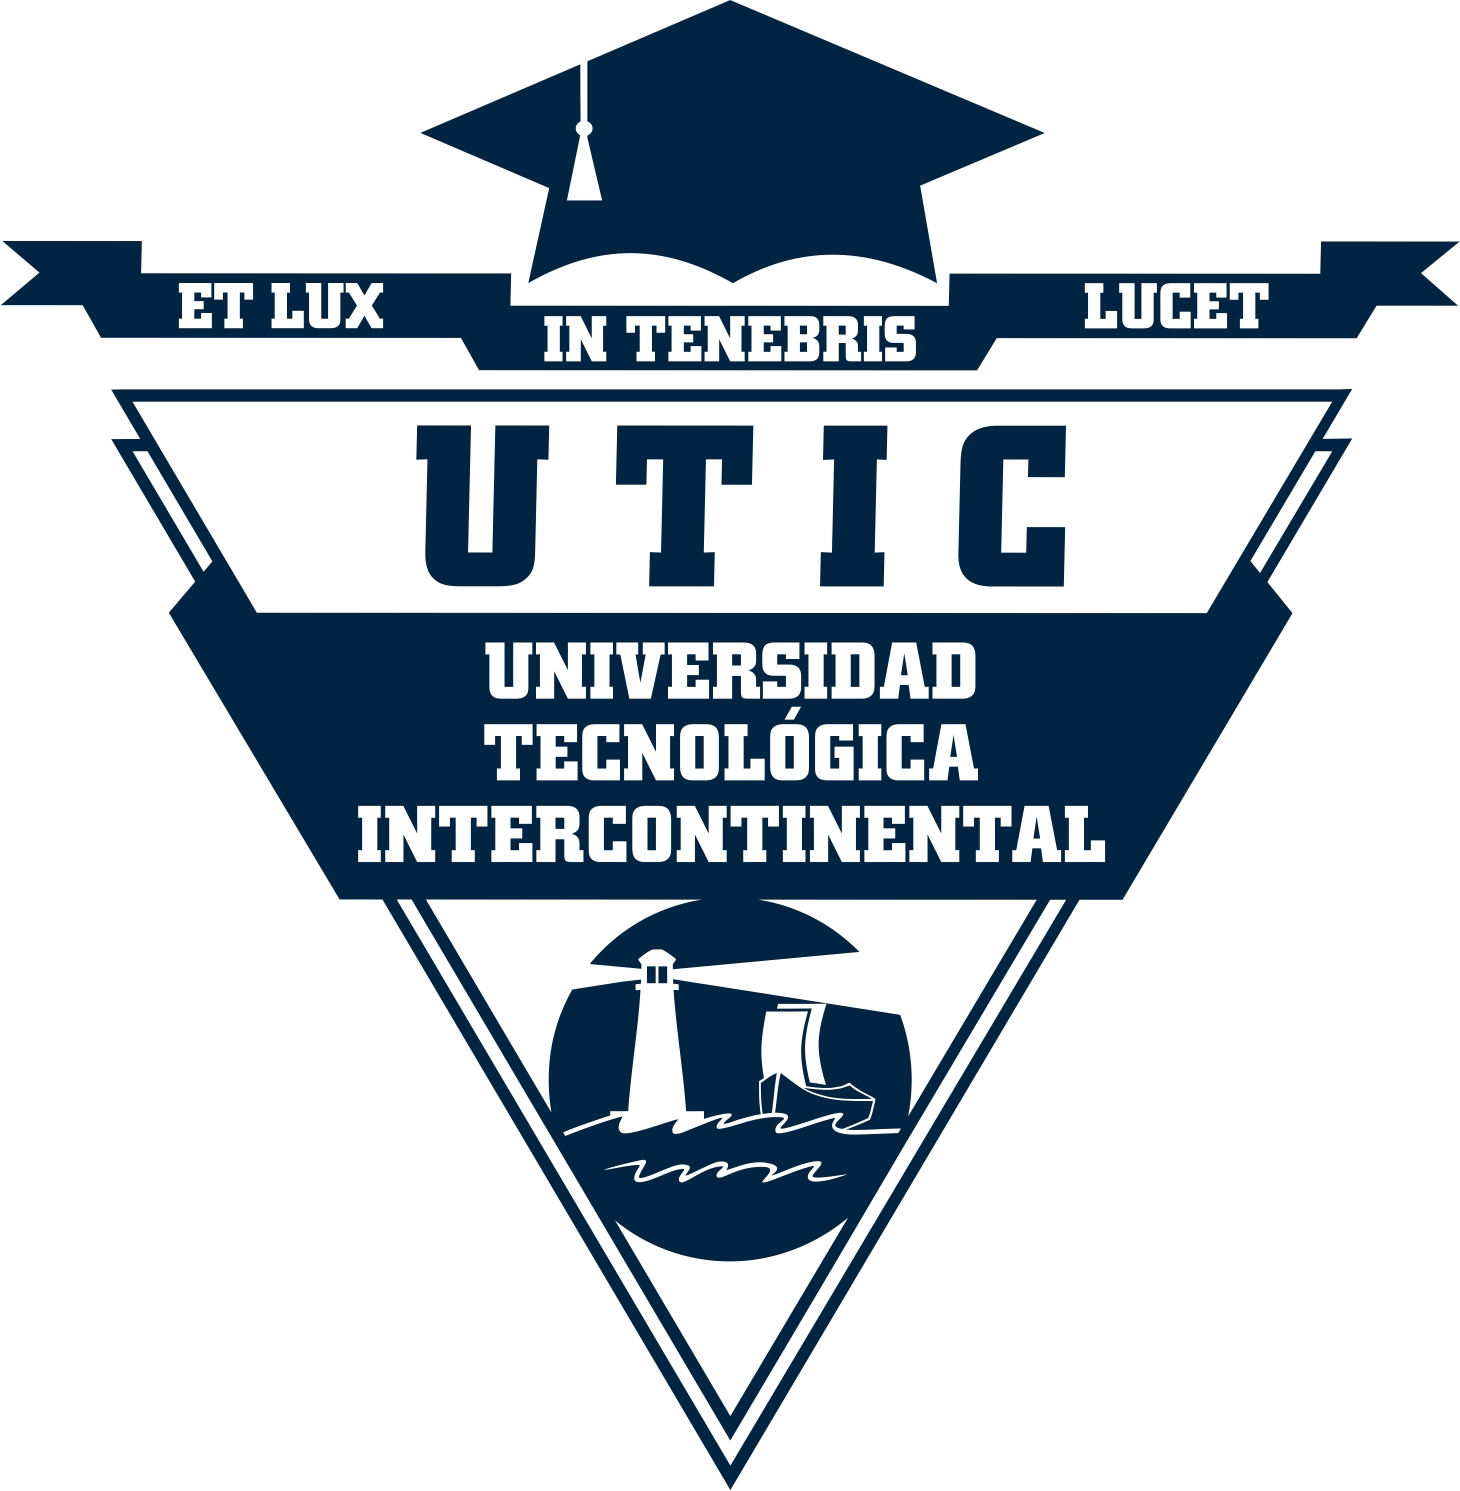 ET LUX IN TENEBRIS LUCET
UTIC
UNIVERSIDAD
TECNOLÓGICA
INTERCONTINENTAL